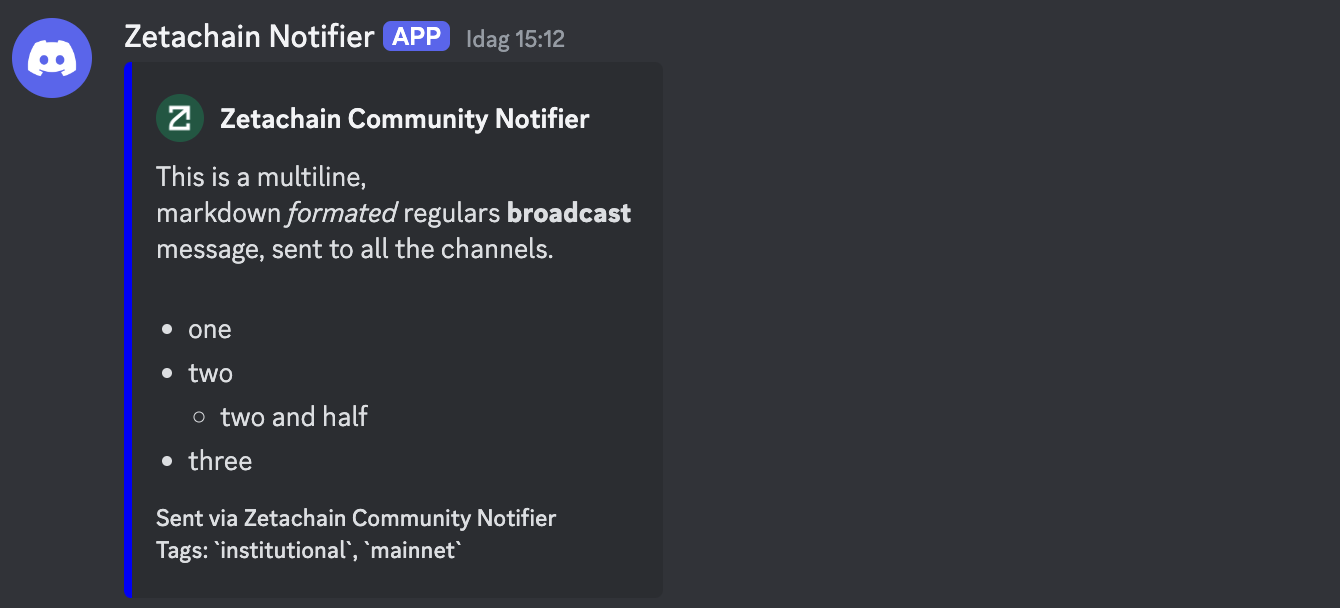 Zetachain Notifier APP Idag 15:12
Zetachain Community Notifier
This is a multiline,
markdown formated regulars broadcast
message, sent to all the channels.
one
two
two and half
three
Sent via Zetachain Community Notifier
Tags: `institutional`, `mainnet`